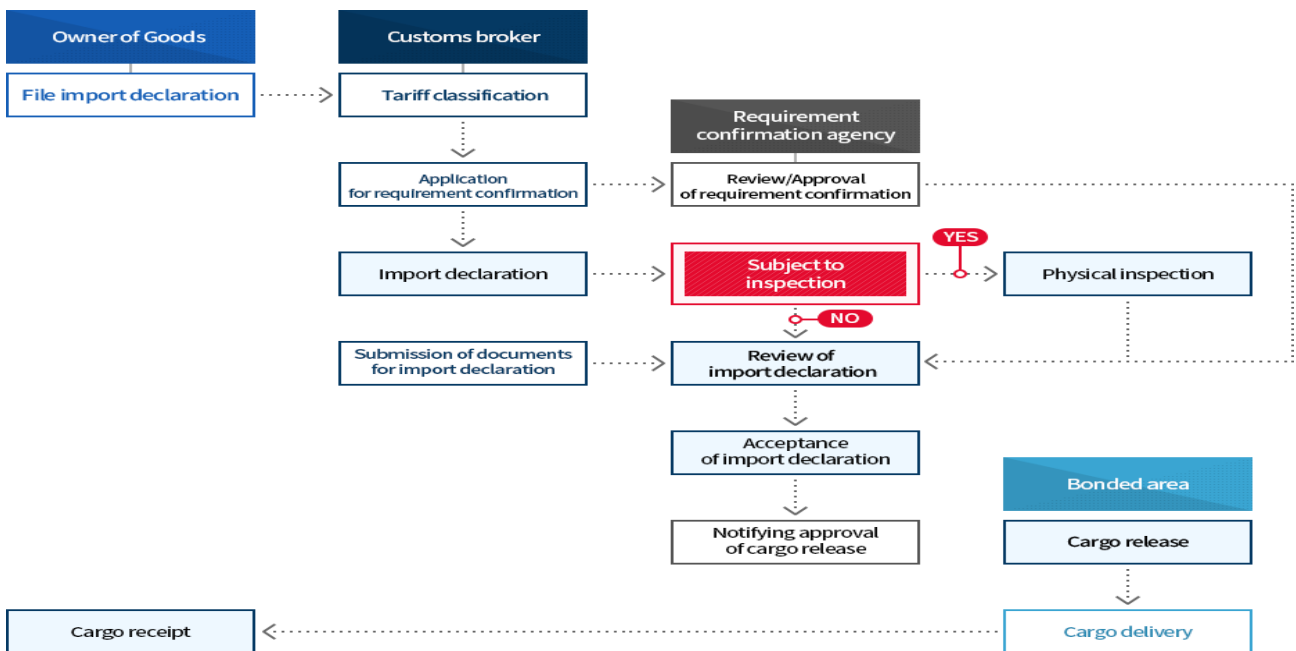 Owner of Goods
Customs broker
File import declaration
Tariff classification
Requirement
confirmation agency
Application
for requirement confirmation
Review/Approval
of requirement confirmation
YES
Import declaration
Subject to
inspection
Physical inspection
NO
Submission of documents
for import declaration
Review of
import declaration
Acceptance
of import declaration
Bonded area
Notifying approval
of cargo release
Cargo release
Cargo receipt
Cargo delivery